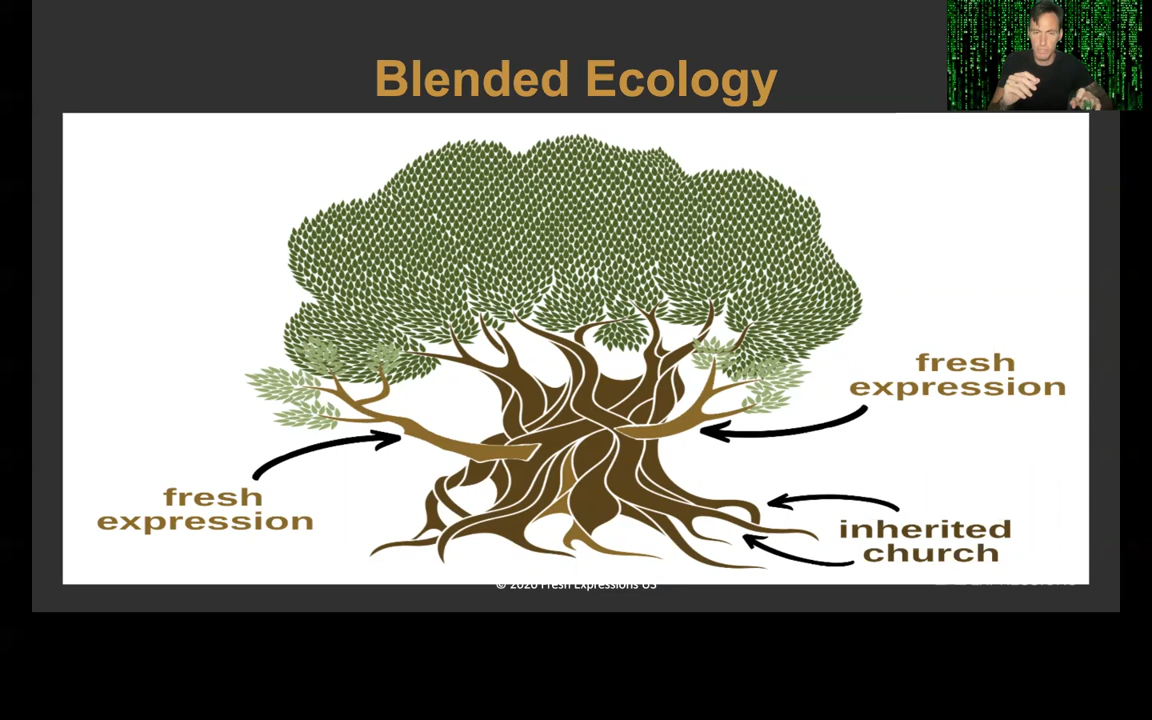 Blended Ecology
fresh
expression
fresh
expression
inherited
church
© 2020 Fresh Expressions US